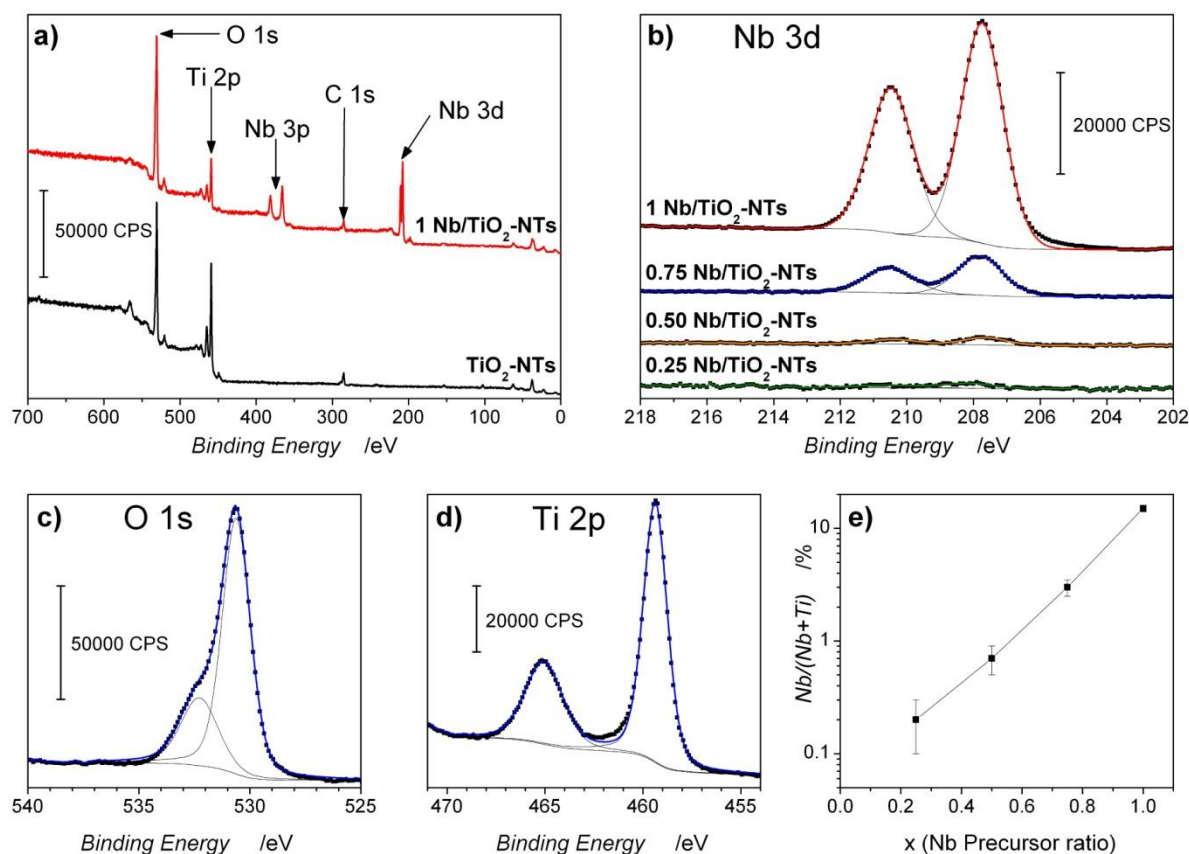 a)
O 1s
Ti 2p
Nb 3p
C 1s
Nb 3d
50000 CPS
1 Nb/TiO₂-NTs
TiO₂-NTs
700 600 500 400 300 200 100 0
Binding Energy /eV
b) Nb 3d
20000 CPS
1 Nb/TiO₂-NTs
0.75 Nb/TiO₂-NTs
0.50 Nb/TiO₂-NTs
0.25 Nb/TiO₂-NTs
218 216 214 212 210 208 206 204 202
Binding Energy /eV
c) O 1s
50000 CPS
540 535 530 525
Binding Energy /eV
d) Ti 2p
20000 CPS
470 465 460 455
Binding Energy /eV
e)
Nb/(Nb+Ti) /%
10
1
0.1
0.0 0.2 0.4 0.6 0.8 1.0
x (Nb Precursor ratio)